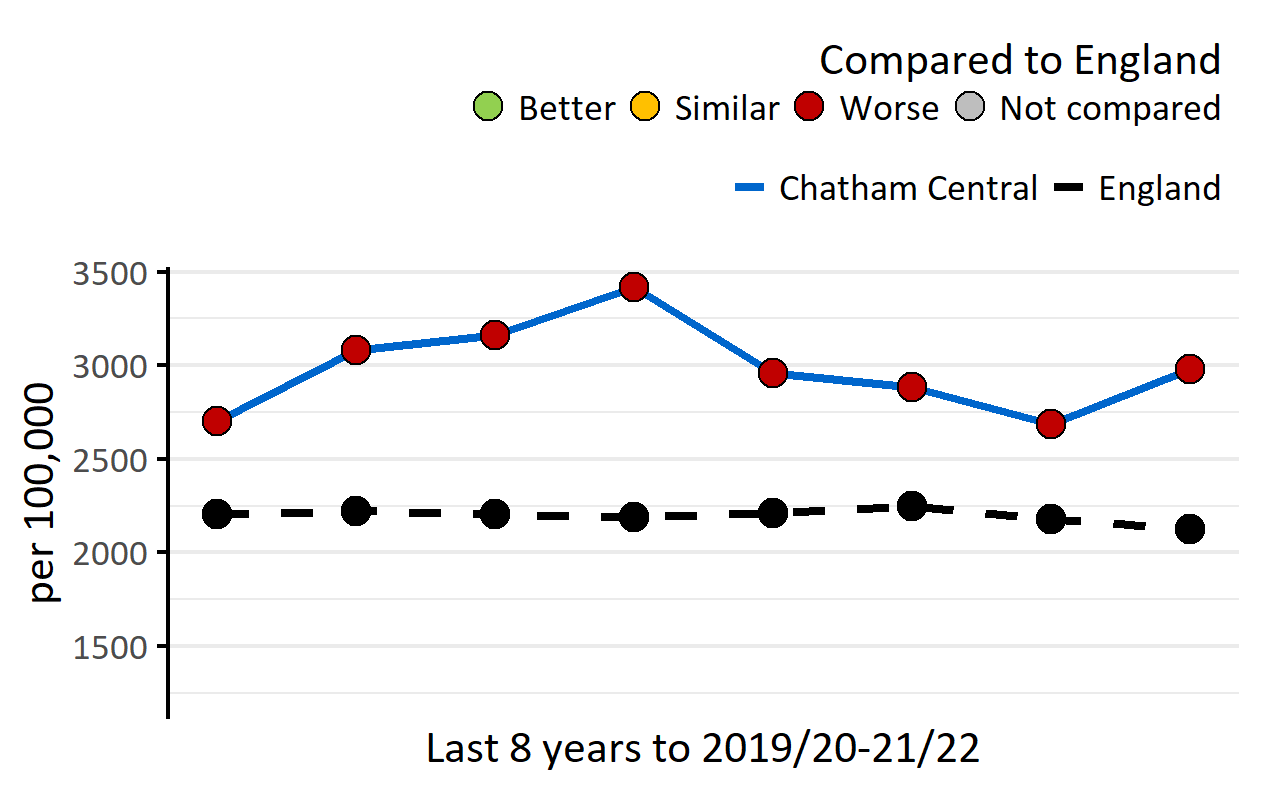 Compared to England
Better Similar Worse Not compared
Chatham Central England
3500
3000
2500
2000
1500
per 100,000
Last 8 years to 2019/20-21/22